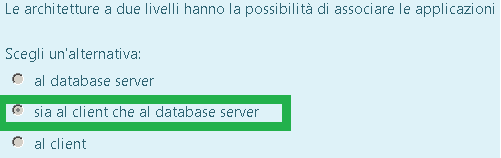 Le architetture a due livelli hanno la possibilità di associare le applicazioni
Scegli un'alternativa:
al database server
sia al client che al database server
al client